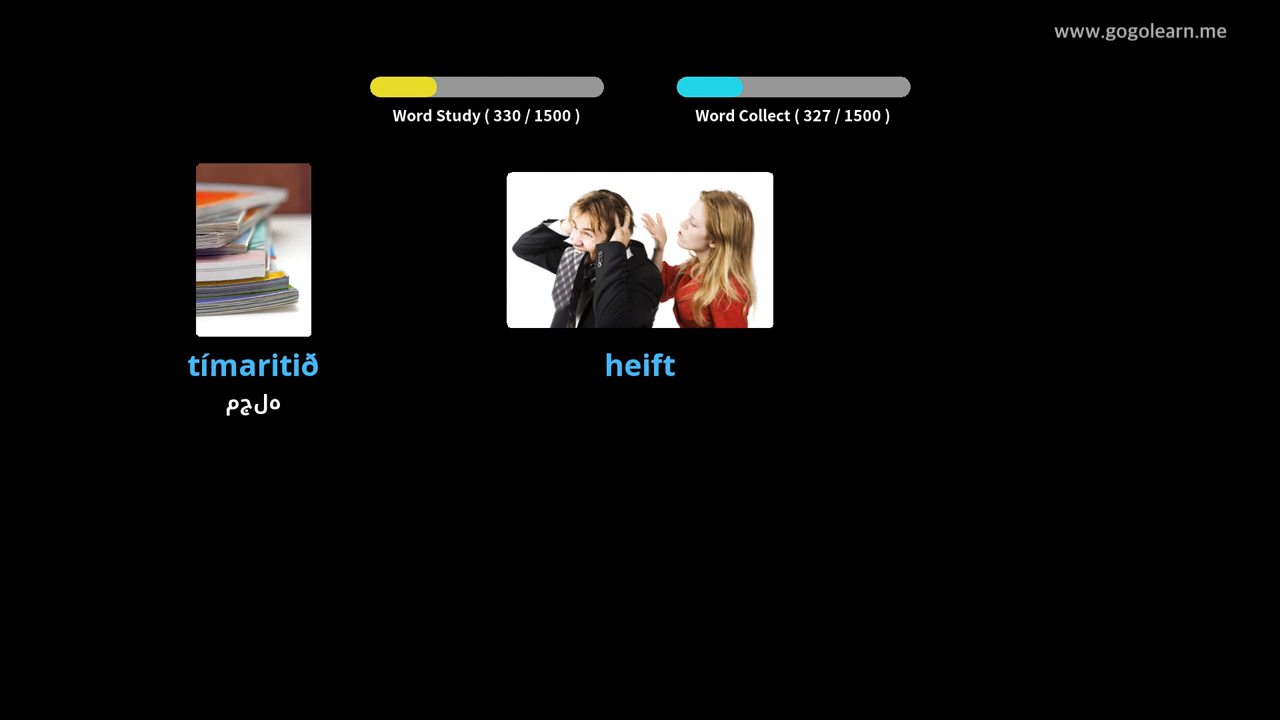 www.gogolearn.me
Word Study ( 330 / 1500 )
Word Collect ( 327 / 1500 )
tímaritið
heift
مجله